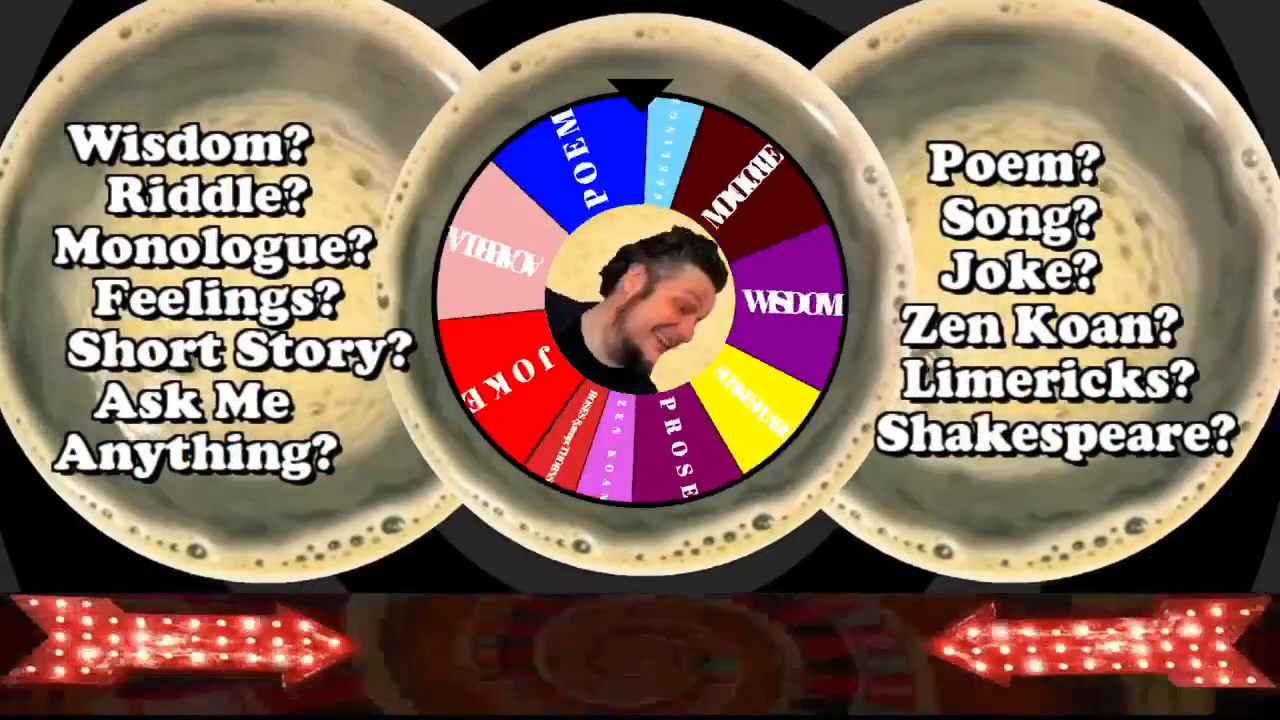 Wisdom?
Riddle?
Monologue?
Feelings?
Short Story?
Ask Me
Anything?
POEM
JOKE
ZEN KOAN
PROSE
WISDOM
Poem?
Song?
Joke?
Zen Koan?
Limericks?
Shakespeare?